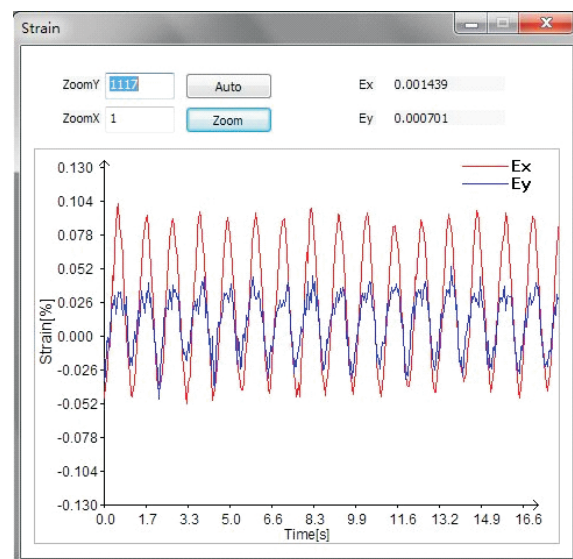 Strain
ZoomY 1117 Auto Ex 0.001439
ZoomX 1 Zoom Ey 0.000701
0.130
0.104
0.078
0.052
0.026
0.000
-0.026
-0.052
-0.078
-0.104
-0.130
Strain[%]
Ex
Ey
0.0 1.7 3.3 5.0 6.6 8.3 9.9 11.6 13.2 14.9 16.6
Time[s]